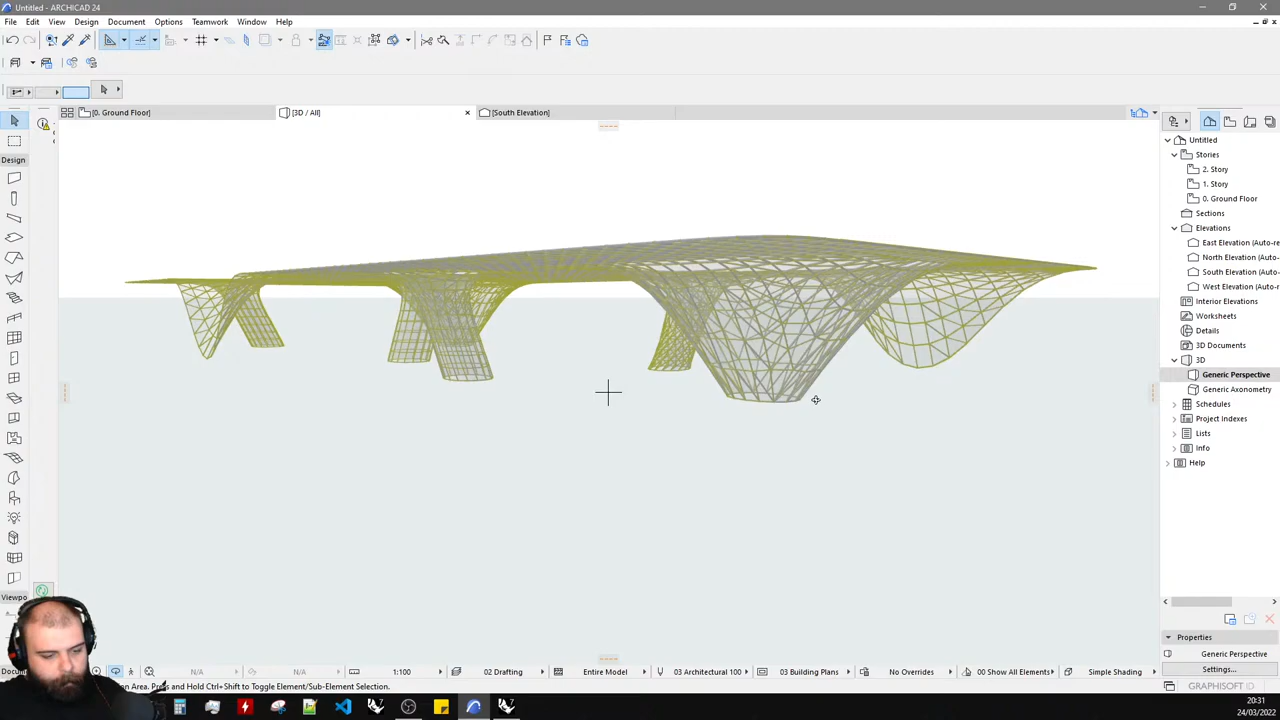 Untitled - ARCHICAD 24
File Edit View Design Document Options Teamwork Window Help
[0. Ground Floor]
[3D / All]
[South Elevation]
Design
Untitled
Stories
2. Story
1. Story
0. Ground Floor
Sections
Elevations
East Elevation (Auto-re
North Elevation (Auto-r
South Elevation (Auto-r
West Elevation (Auto-r
Interior Elevations
Worksheets
Details
3D Documents
3D
Generic Perspective
Generic Axonometry
Schedules
Project Indexes
Lists
Info
Help
Viewpo
Properties
Generic Perspective
Settings...
N/A
N/A
1:100
02 Drafting
Entire Model
03 Architectural 100
03 Building Plans
No Overrides
00 Show All Elements
Simple Shading
on Area. Press and Hold Ctrl+Shift to Toggle Element/Sub-Element Selection.
GRAPHISOFT
20:31
24/03/2022